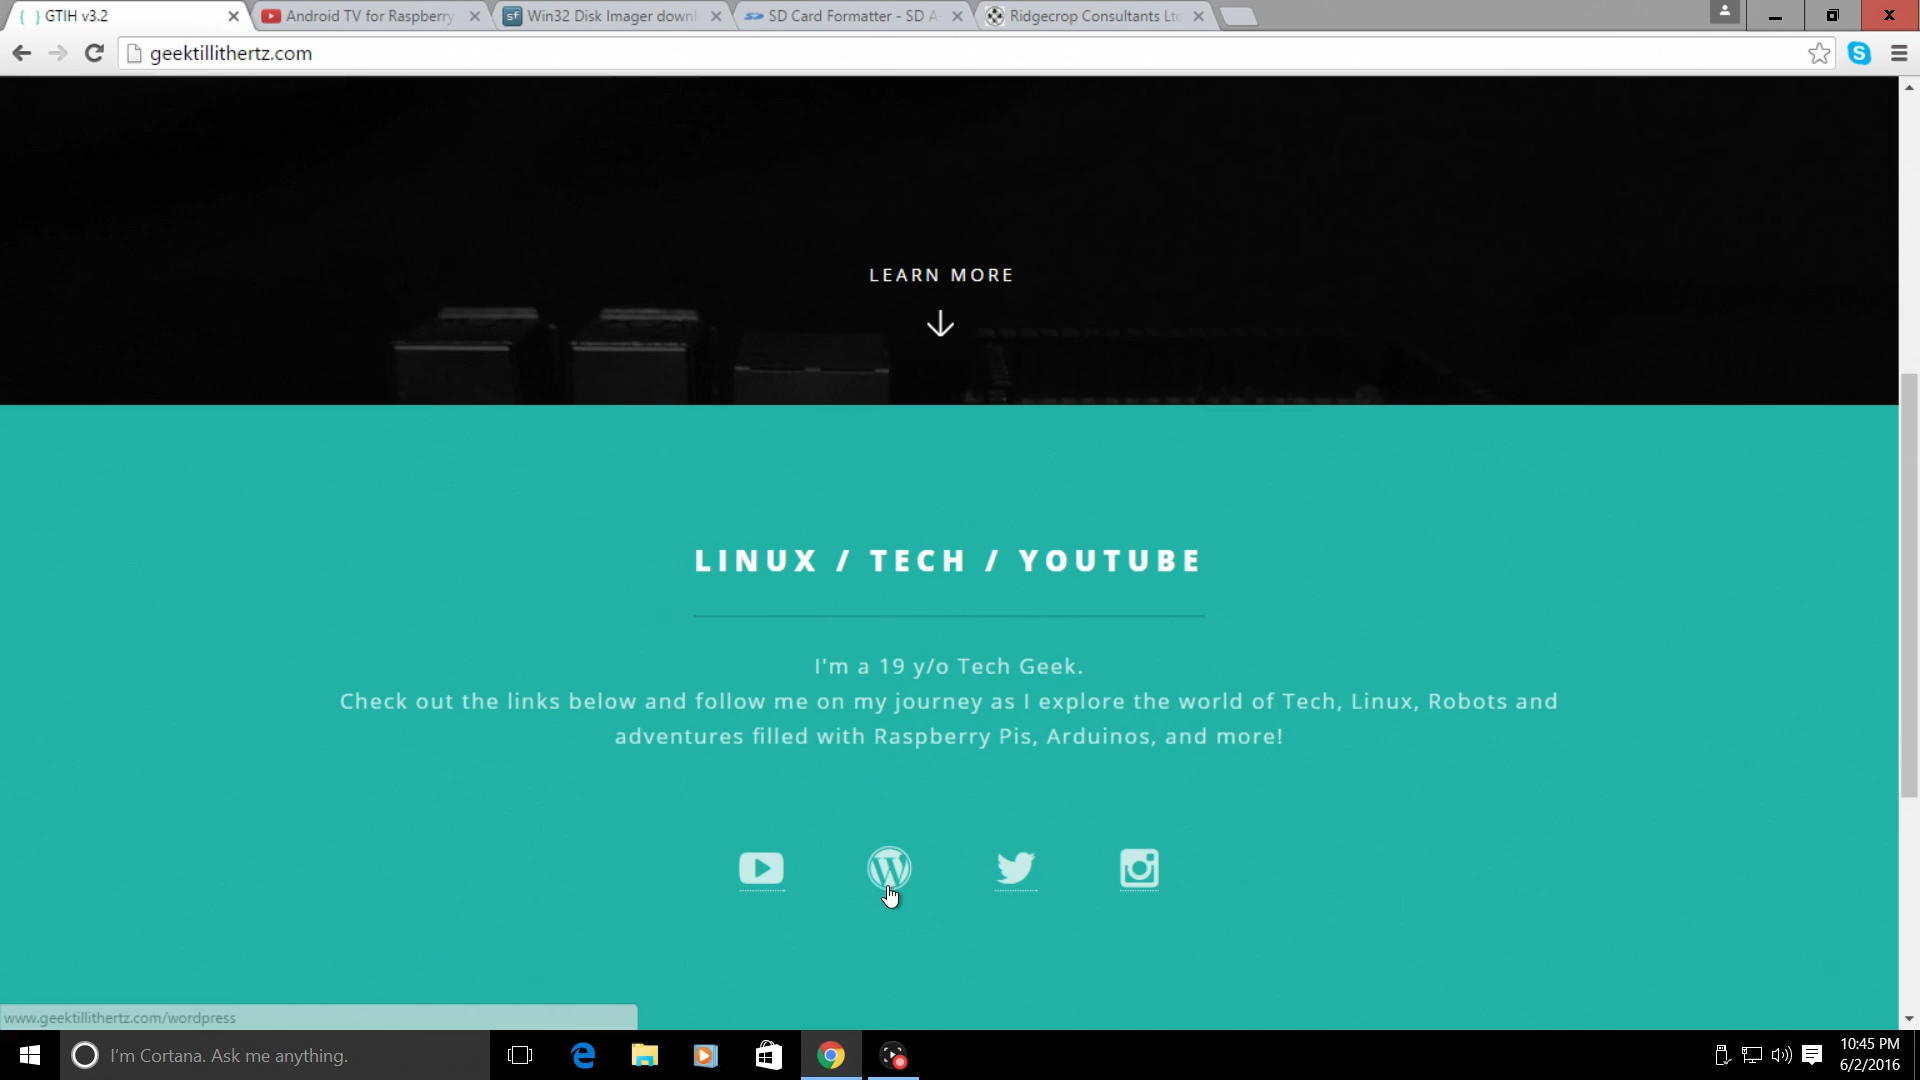 GTIH v3.2
Android TV for Raspberry
Win32 Disk Imager downl
SD Card Formatter - SD A
Ridgecrop Consultants Lt
geektillithertz.com
LEARN MORE
LINUX / TECH / YOUTUBE
I'm a 19 y/o Tech Geek.
Check out the links below and follow me on my journey as I explore the world of Tech, Linux, Robots and
adventures filled with Raspberry Pis, Arduinos, and more!
www.geektillithertz.com/wordpress
I'm Cortana. Ask me anything.
10:45 PM
6/2/2016